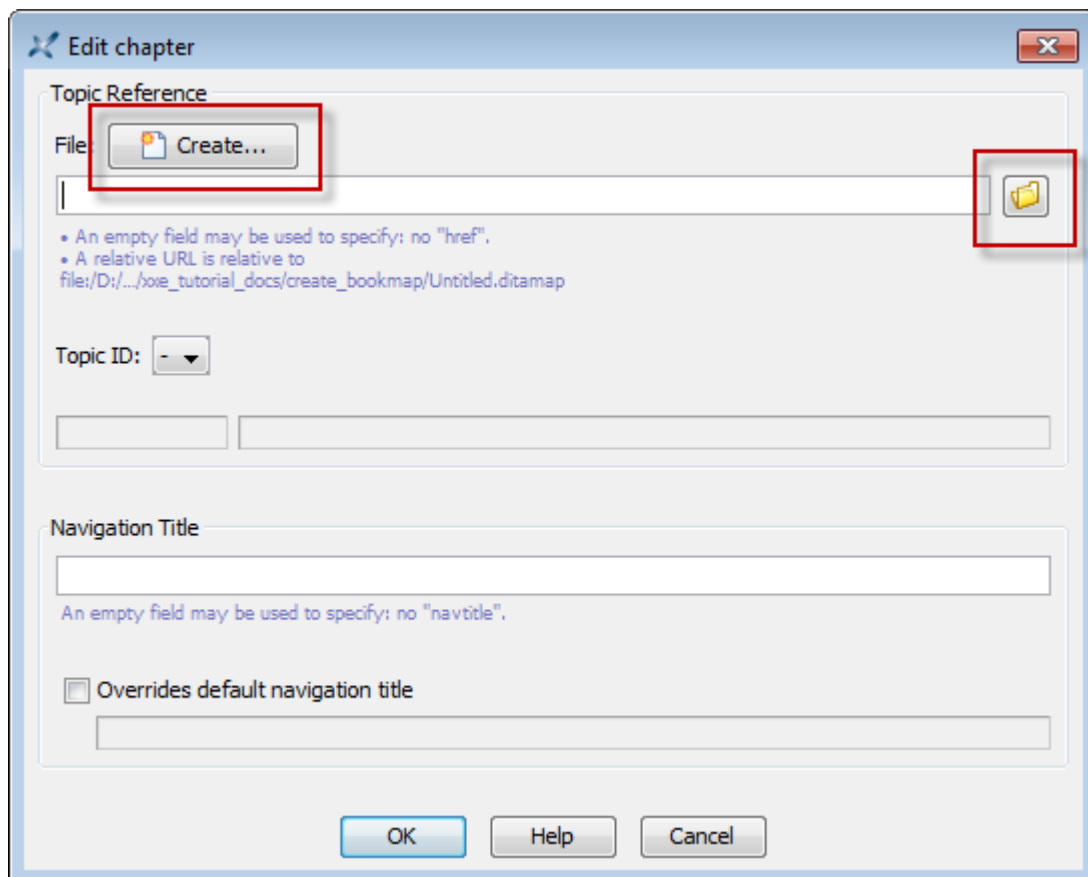 Edit chapter
Topic Reference
File: Create...
• An empty field may be used to specify: no "href".
• A relative URL is relative to
file:/D:/.../xxe_tutorial_docs/create_bookmap/Untitled.ditamap
Topic ID: -
Navigation Title
An empty field may be used to specify: no "navtitle".
Overrides default navigation title
OK Help Cancel